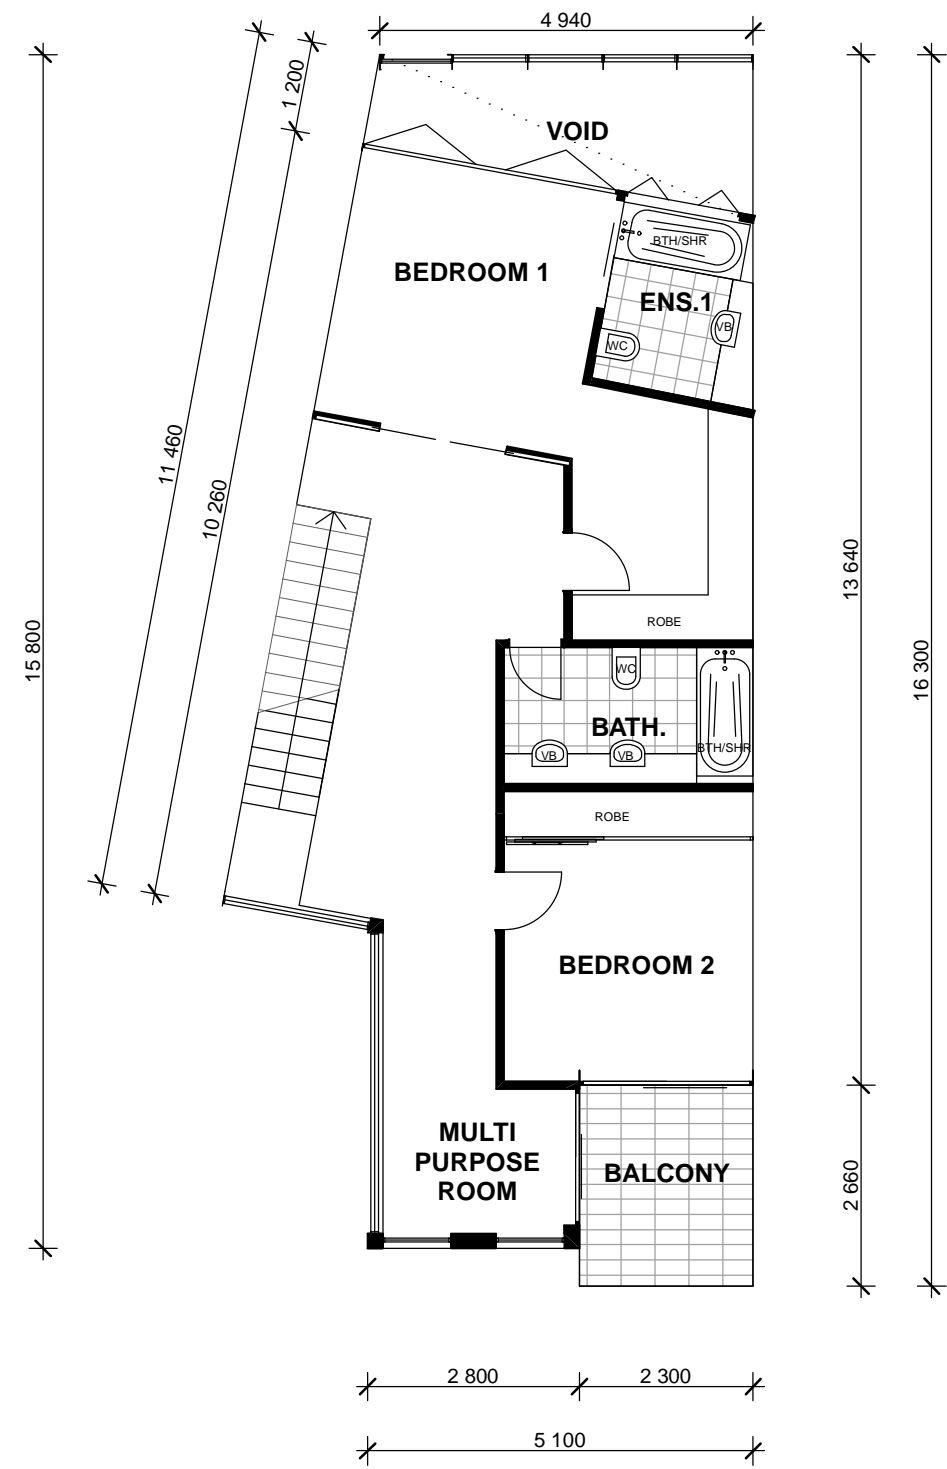 4 940
1 200
VOID
BTH/SHR
BEDROOM 1
ENS.1
VB
WC
11 460
10 260
13 640
15 800
16 300
ROBE
WC
BATH.
BTH/SHR
VB
VB
ROBE
BEDROOM 2
MULTI
PURPOSE
ROOM
BALCONY
2 660
2 800
2 300
5 100